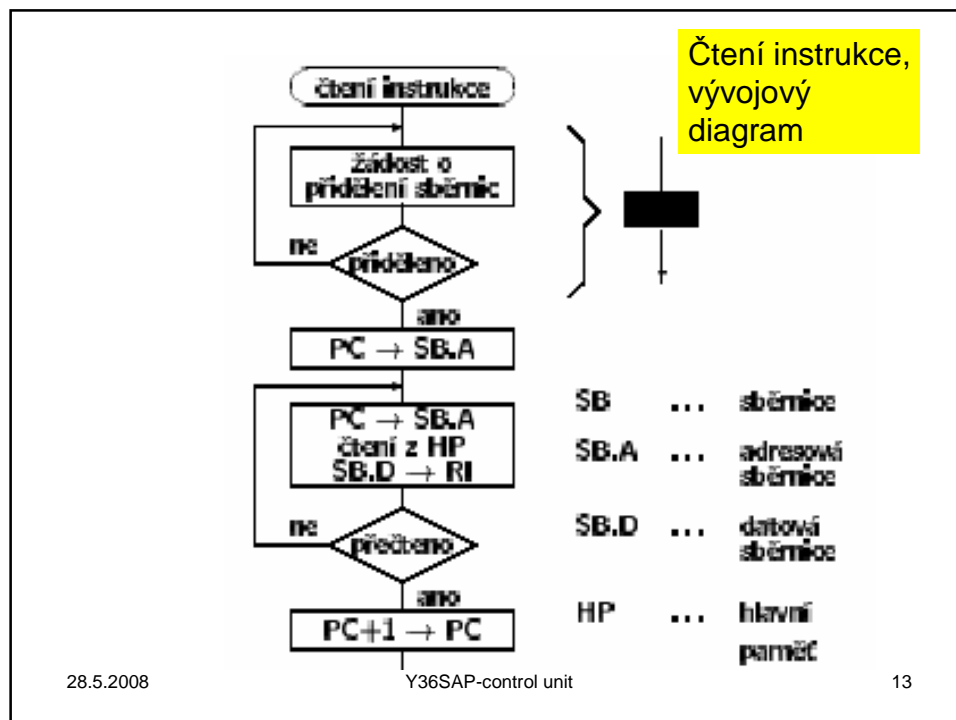 Čtení instrukce,
vývojový
diagram
čtení instrukce
žádost o
přidělení sběrnic
ne
přiděleno
ano
PC → SB.A
PC → SB.A
čtení z HP
SB.D → RI
ne
přečteno
ano
PC+1 → PC
SB ... sběrnice
SB.A ... adresová
sběrnice
SB.D ... datová
sběrnice
HP ... hlavní
paměť
28.5.2008 Y36SAP-control unit 13